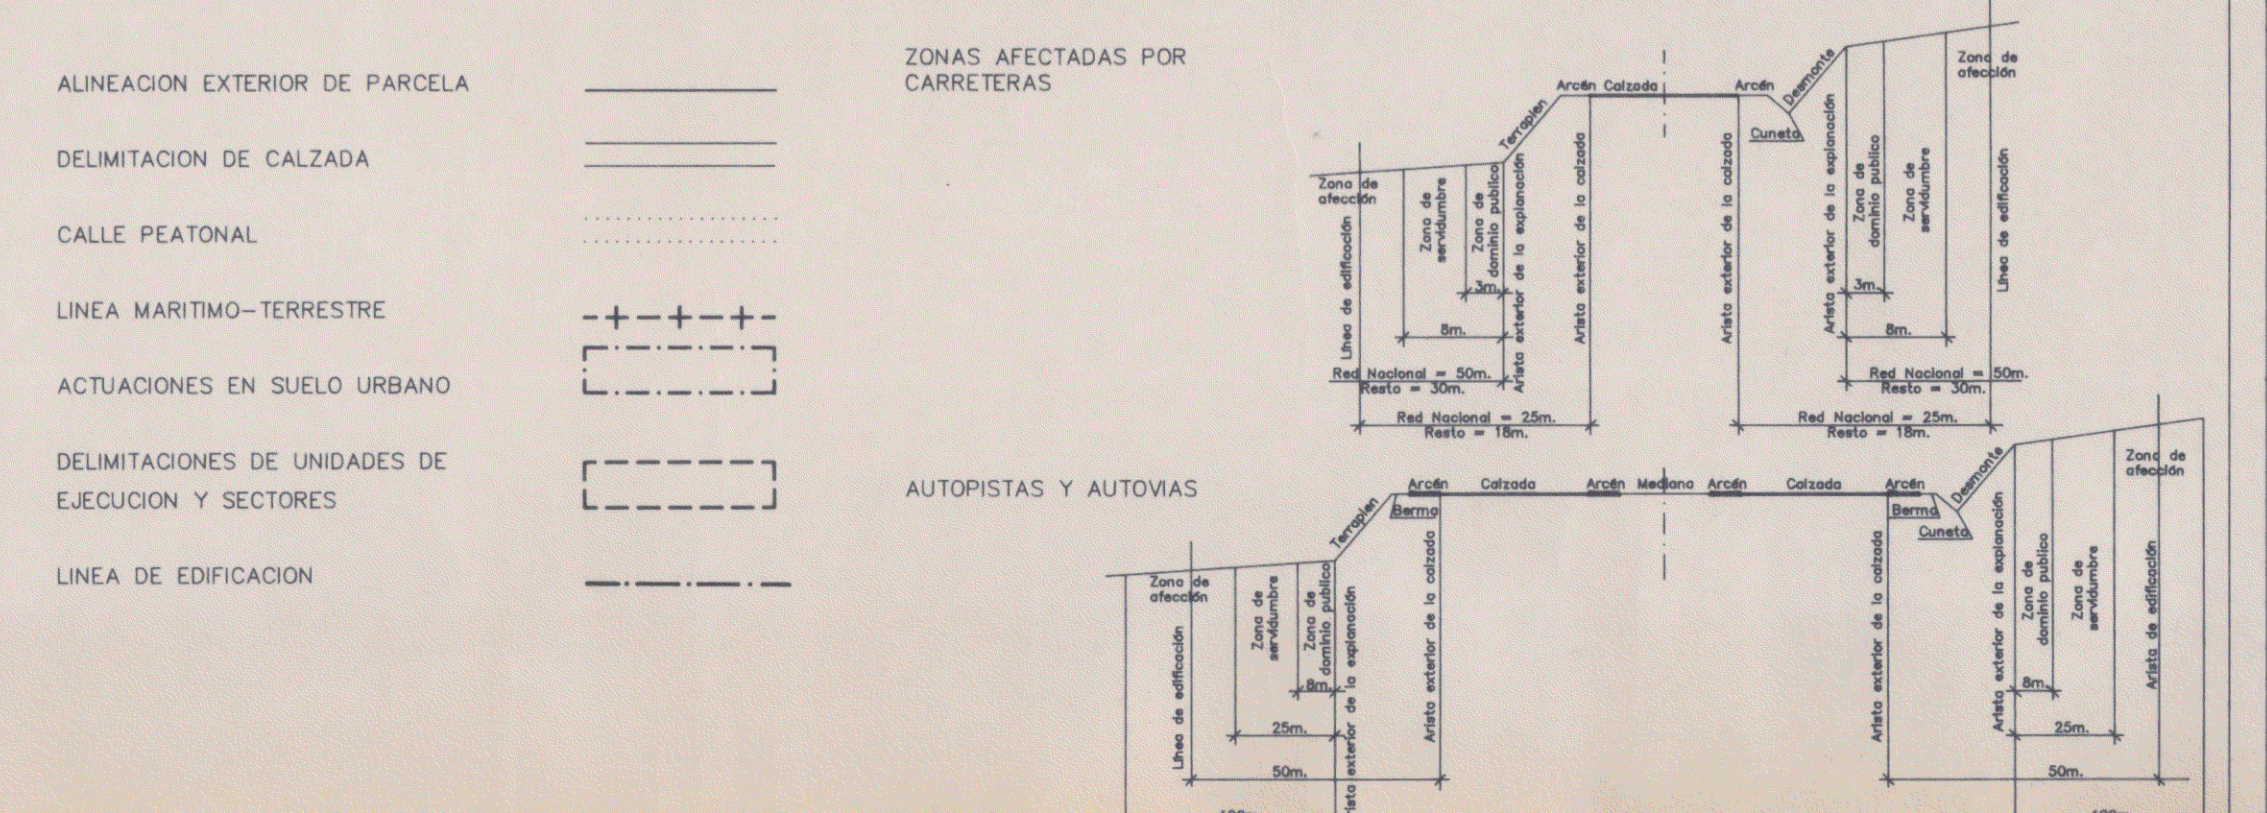 ALINEACION EXTERIOR DE PARCELA
DELIMITACION DE CALZADA
CALLE PEATONAL
LINEA MARITIMO-TERRESTRE
ACTUACIONES EN SUELO URBANO
DELIMITACIONES DE UNIDADES DE
EJECUCION Y SECTORES
LINEA DE EDIFICACION
ZONAS AFECTADAS POR
CARRETERAS
Arcén Calzada
Arcén
Desmonte
Zona de
afección
Terraplen
Cuneta
Zona de
afección
Línea de edificación
Zona de
servidumbre
Zona de
dominio publico
Arista exterior de la explanación
Arista exterior de la calzada
Arista exterior de la calzada
Arista exterior de la explanación
Zona de
dominio publico
Zona de
servidumbre
Línea de edificación
3m.
3m.
8m.
8m.
Red Nacional = 50m.
Resto = 30m.
Red Nacional = 50m.
Resto = 30m.
Red Nacional = 25m.
Resto = 18m.
Red Nacional = 25m.
Resto = 18m.
AUTOPISTAS Y AUTOVIAS
Arcén Calzada Arcén Mediana Arcén Calzada Arcén
Desmonte
Zona de
afección
Terraplen
Berma
Berma
Cuneta
Zona de
afección
Línea de edificación
Zona de
servidumbre
Zona de
dominio publico
Arista exterior de la explanación
Arista exterior de la calzada
Arista exterior de la calzada
Arista exterior de la explanación
Zona de
dominio publico
Zona de
servidumbre
Arista de edificación
8m.
8m.
25m.
25m.
50m.
50m.